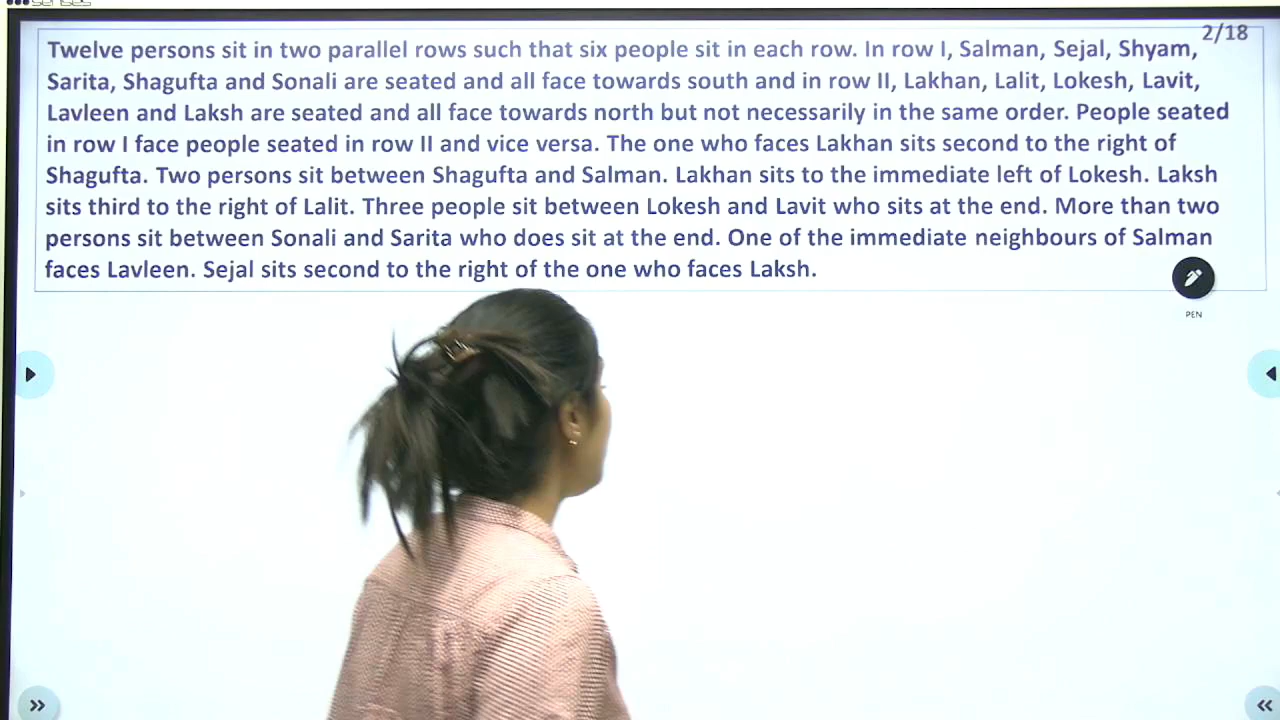 2/18
Twelve persons sit in two parallel rows such that six people sit in each row. In row I, Salman, Sejal, Shyam,
Sarita, Shagufta and Sonali are seated and all face towards south and in row II, Lakhan, Lalit, Lokesh, Lavit,
Lavleen and Laksh are seated and all face towards north but not necessarily in the same order. People seated
in row I face people seated in row II and vice versa. The one who faces Lakhan sits second to the right of
Shagufta. Two persons sit between Shagufta and Salman. Lakhan sits to the immediate left of Lokesh. Laksh
sits third to the right of Lalit. Three people sit between Lokesh and Lavit who sits at the end. More than two
persons sit between Sonali and Sarita who does sit at the end. One of the immediate neighbours of Salman
faces Lavleen. Sejal sits second to the right of the one who faces Laksh.
PEN